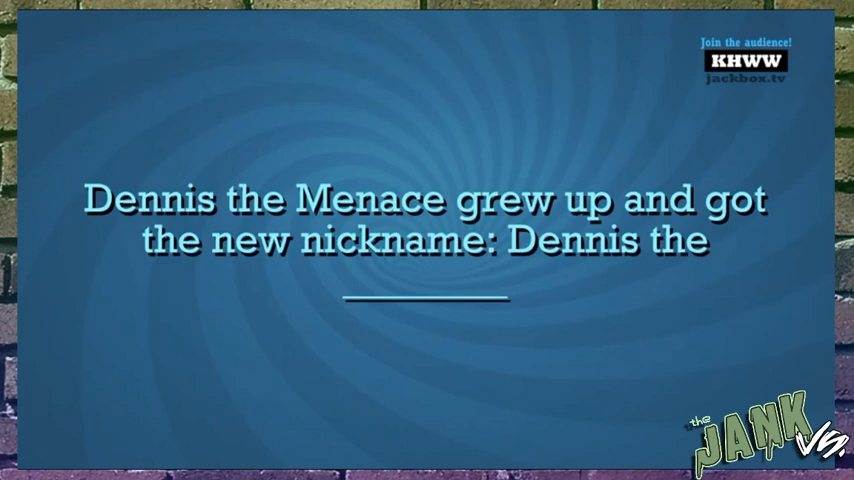 Join the audience!
KHWW
jackbox.tv
Dennis the Menace grew up and got
the new nickname: Dennis the
__________
the
JANK
VS.